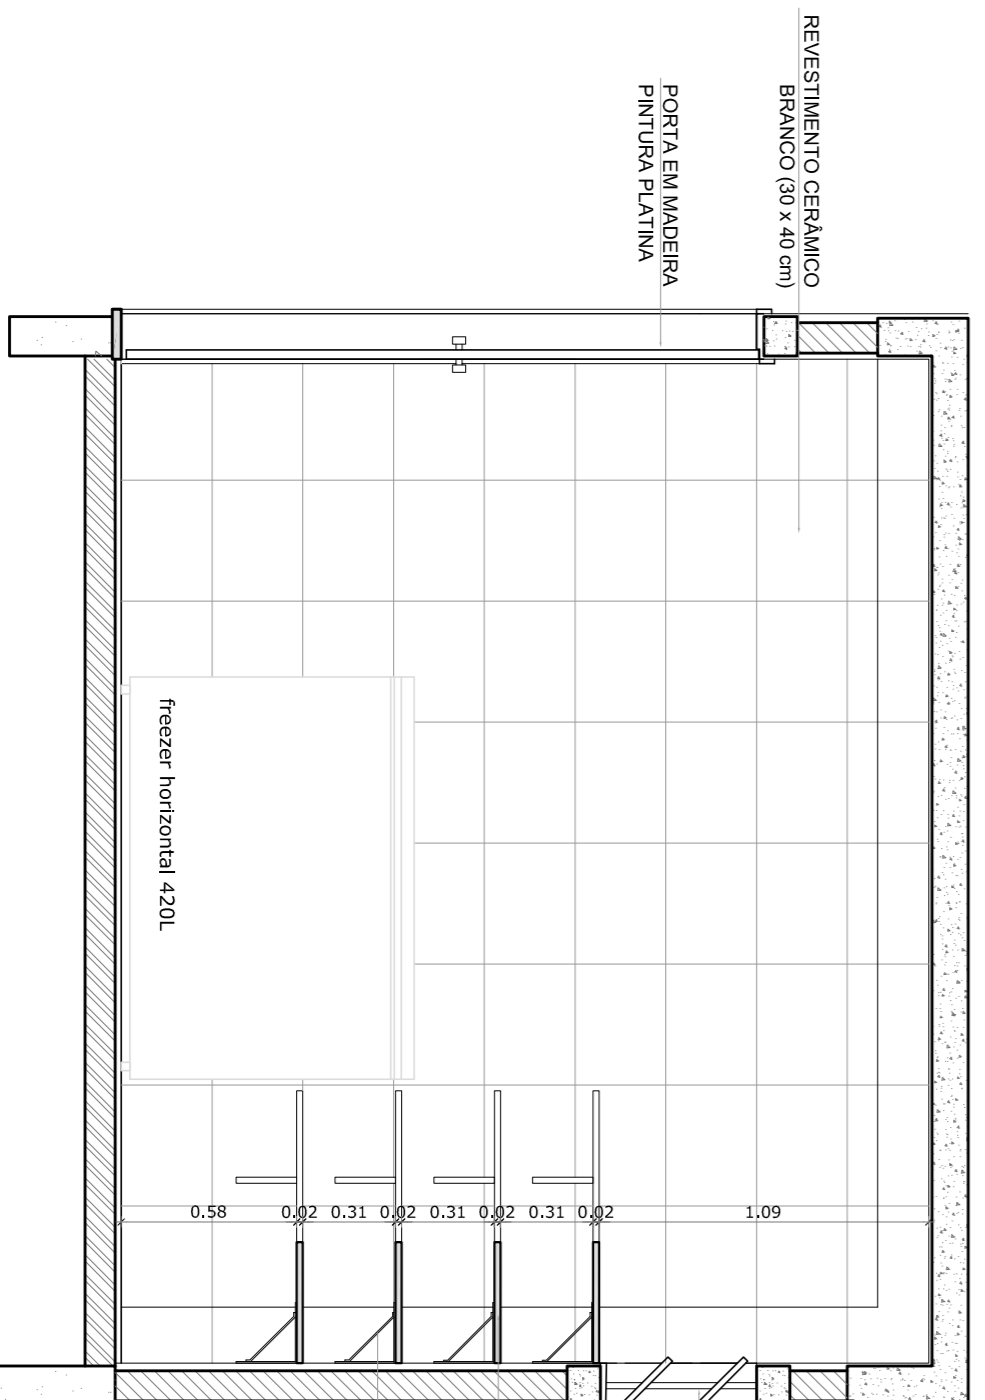 REVESTIMENTO CERÂMICO
BRANCO (30 x 40 cm)
PORTA EM MADEIRA
PINTURA PLATINA
freezer horizontal 420L
0.58 0.02 0.31 0.02 0.31 0.02 0.31 0.02 1.09